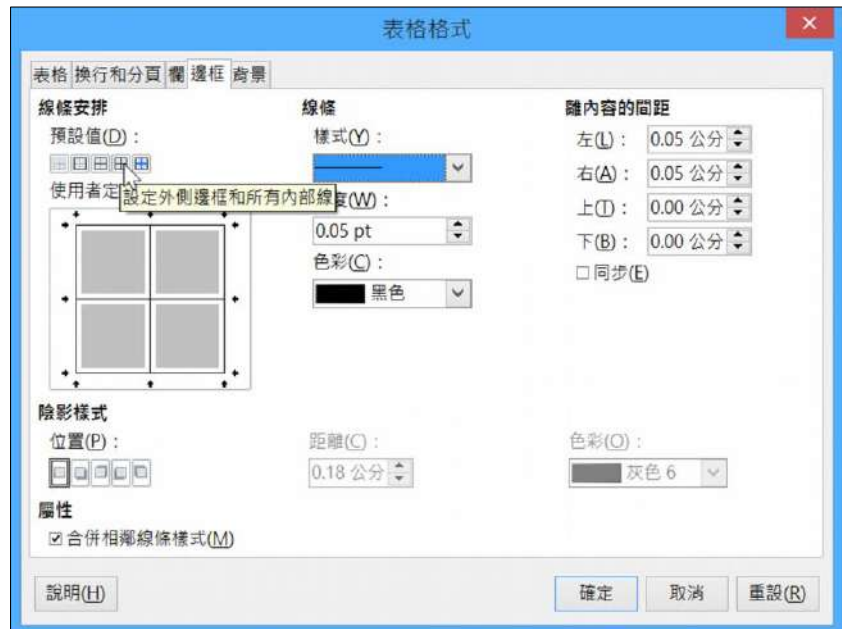 表格格式
表格 換行和分頁 欄 邊框 背景
線條安排
預設值(D)：
使用者定
設定外側邊框和所有內部線
線條
樣式(Y)：
度(W)：
0.05 pt
色彩(C)：
黑色
離內容的間距
左(L)： 0.05 公分
右(A)： 0.05 公分
上(T)： 0.00 公分
下(B)： 0.00 公分
同步(E)
陰影樣式
位置(P)：
距離(C)：
0.18 公分
色彩(O)：
灰色 6
屬性
合併相鄰線條樣式(M)
說明(H)
確定
取消
重設(R)